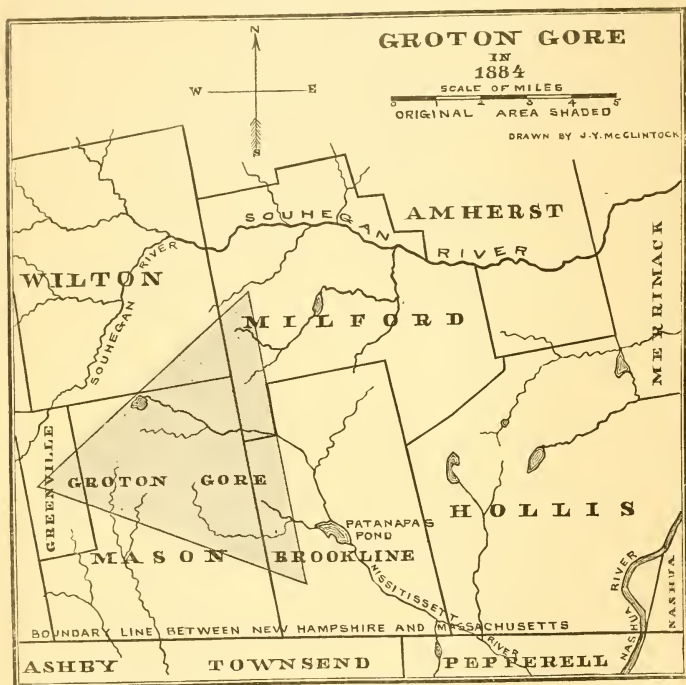 GROTON GORE
IN
1884
SCALE OF MILES
0 1 2 3 4 5
ORIGINAL AREA SHADED
DRAWN BY J.Y. McCLINTOCK
N
W E
S
SOUHEGAN RIVER
AMHERST
WILTON
SOUHEGAN RIVER
MILFORD
MERRIMACK
GREENVILLE
GROTON GORE
HOLLIS
PATANAPAS
POND
MASON
BROOKLINE
NISSITISSETT RIVER
NASHUA RIVER
NASHUA
BOUNDARY LINE BETWEEN NEW HAMPSHIRE AND MASSACHUSETTS
ASHBY TOWNSEND PEPPERELL